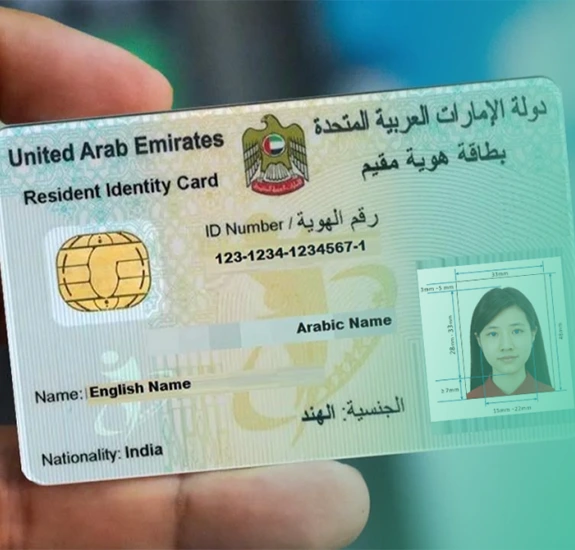 United Arab Emirates
دولة الإمارات العربية المتحدة
Resident Identity Card
بطاقة هوية مقيم
ID Number / رقم الهوية
123-1234-1234567-1
Arabic Name
Name: English Name
الجنسية: الهند
Nationality: India
33mm